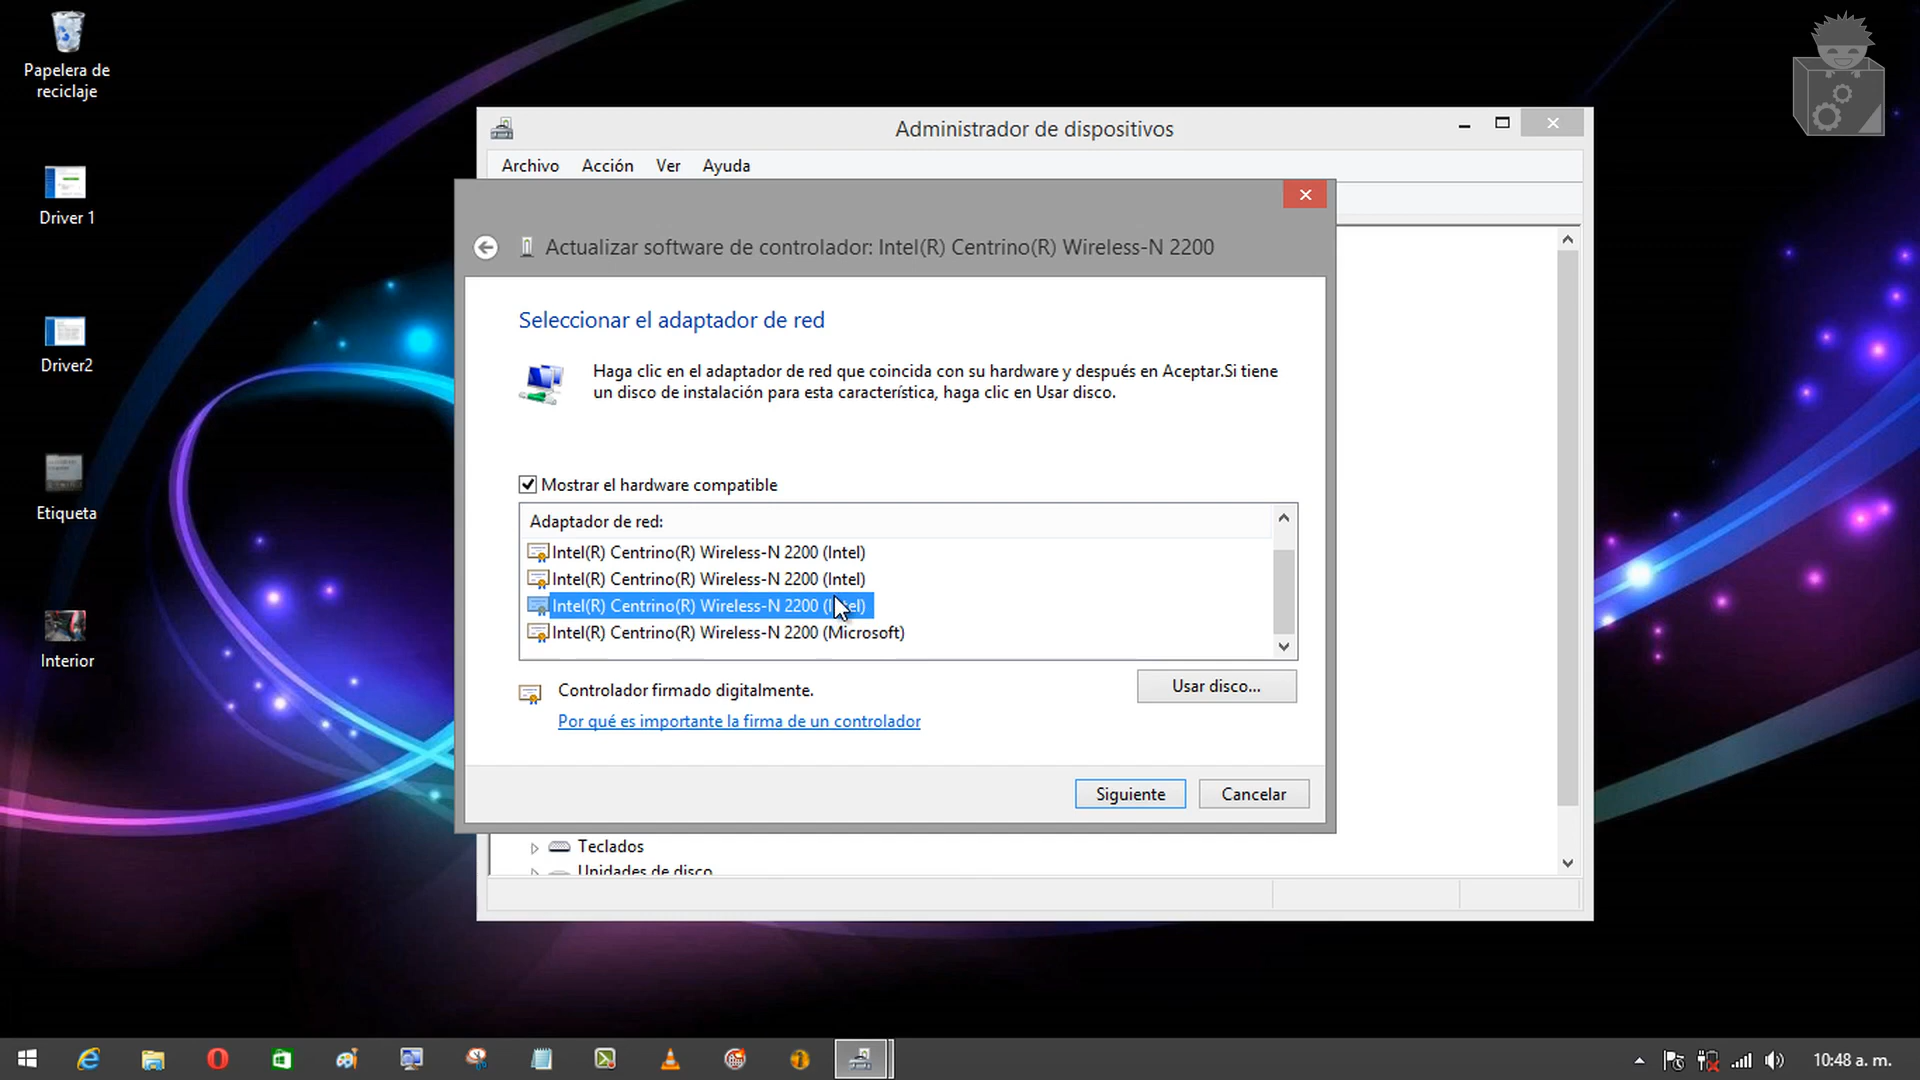 Papelera de
reciclaje
Driver 1
Driver2
Etiqueta
Interior
Administrador de dispositivos
Archivo Acción Ver Ayuda
Actualizar software de controlador: Intel(R) Centrino(R) Wireless-N 2200
Seleccionar el adaptador de red
Haga clic en el adaptador de red que coincida con su hardware y después en Aceptar.Si tiene
un disco de instalación para esta característica, haga clic en Usar disco.
Mostrar el hardware compatible
Adaptador de red:
Intel(R) Centrino(R) Wireless-N 2200 (Intel)
Intel(R) Centrino(R) Wireless-N 2200 (Intel)
Intel(R) Centrino(R) Wireless-N 2200 (Intel)
Intel(R) Centrino(R) Wireless-N 2200 (Microsoft)
Controlador firmado digitalmente.
Usar disco...
Por qué es importante la firma de un controlador
Siguiente Cancelar
Teclados
Unidades de disco
10:48 a. m.